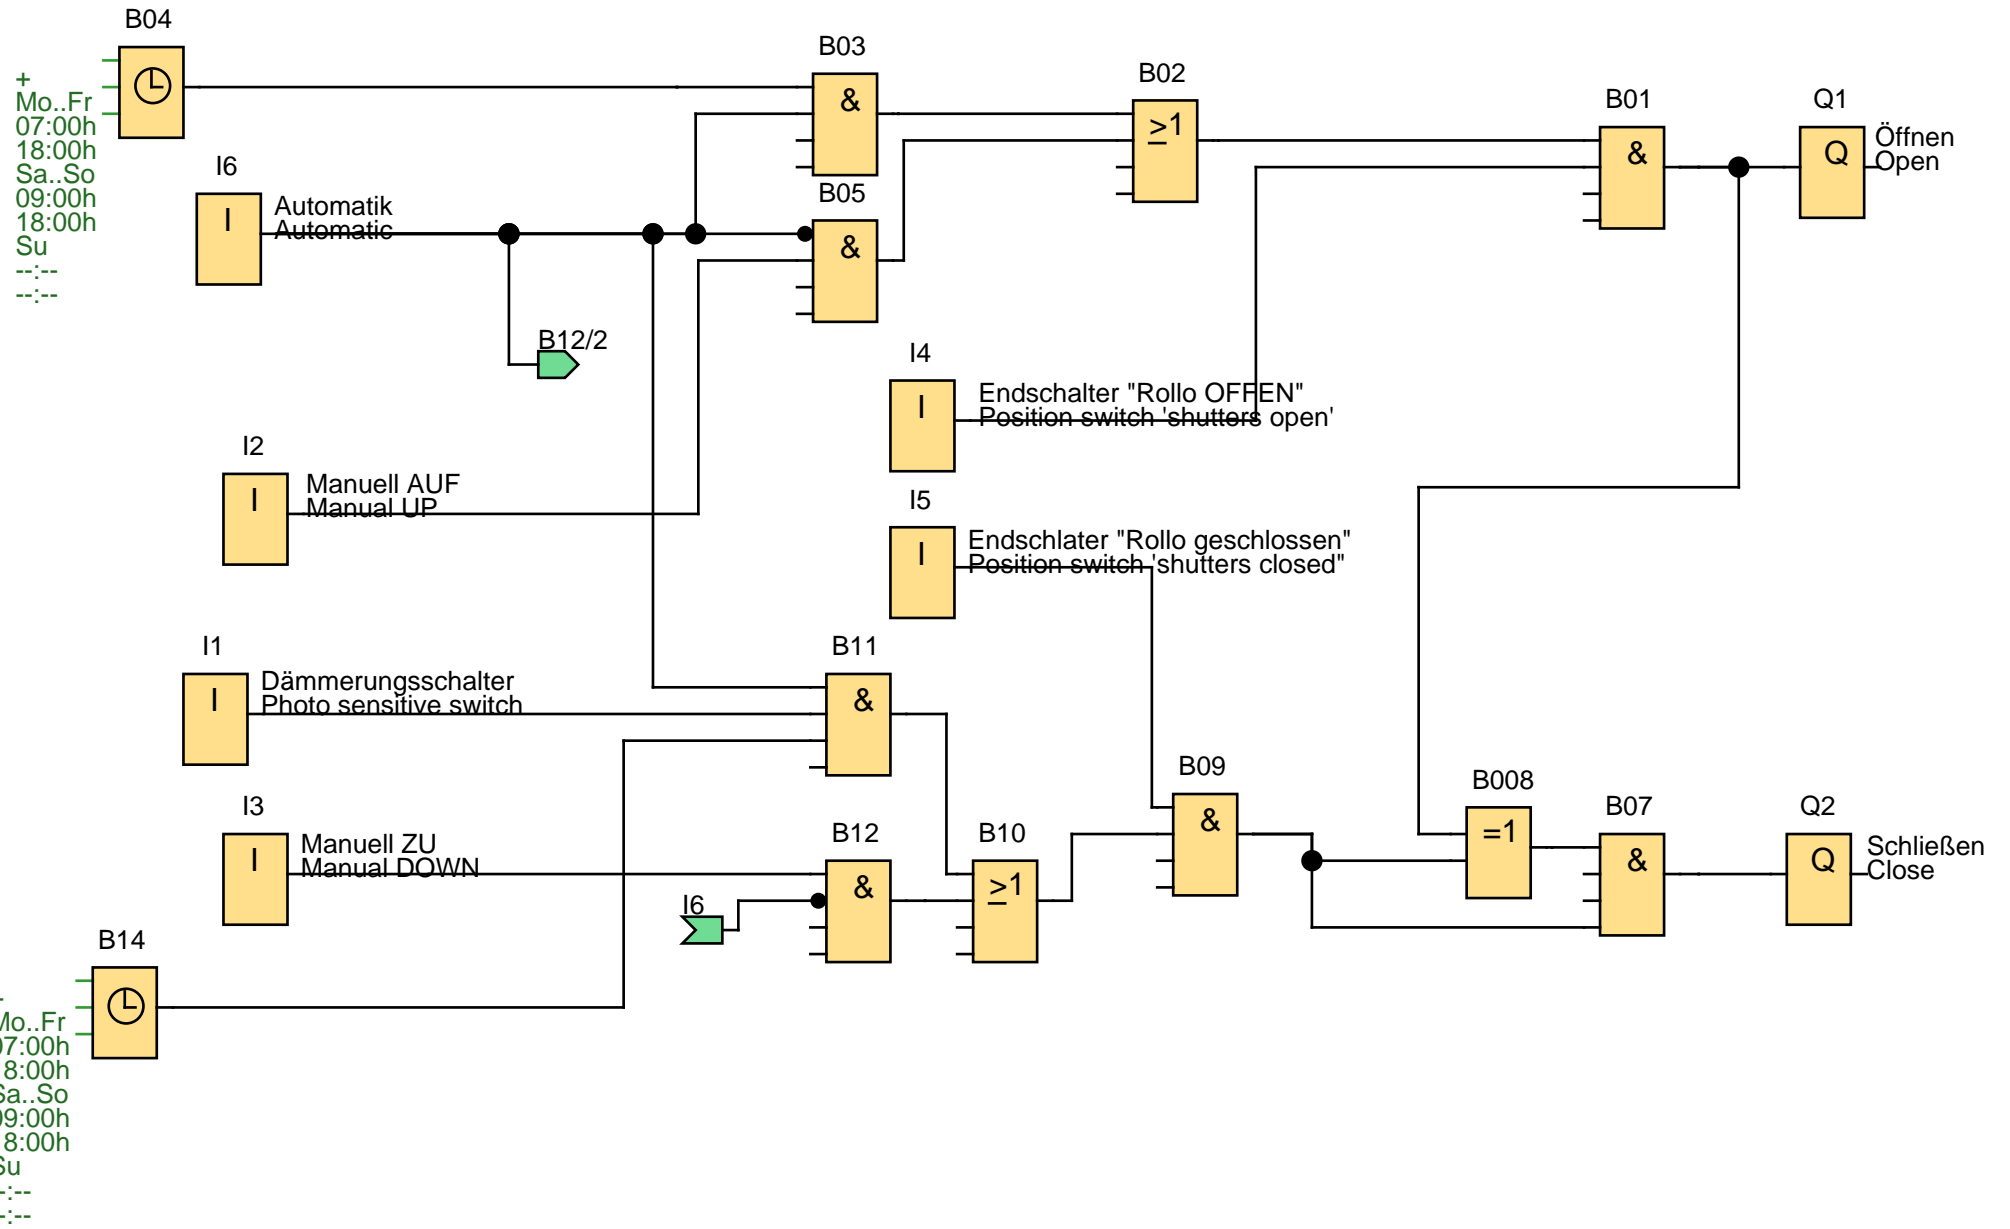 B04
+
Mo..Fr
07:00h
18:00h
Sa..So
09:00h
18:00h
Su
--:--
--:--
I6
I
Automatik
Automatic
B12/2
B03
&
B05
&
B02
>1
B01
&
Q1
Q
Öffnen
Open
I4
I
Endschalter "Rollo OFFEN"
Position switch 'shutters open'
I2
I
Manuell AUF
Manual UP
I5
I
Endschlater "Rollo geschlossen"
Position switch 'shutters closed"
I1
I
Dämmerungsschalter
Photo sensitive switch
B11
&
I3
I
Manuell ZU
Manual DOWN
I6
B12
&
B10
>1
B09
&
B008
=1
B07
&
Q2
Q
Schließen
Close
B14
Mo..Fr
07:00h
8:00h
Sa..So
09:00h
8:00h
Su
-:--
-:--